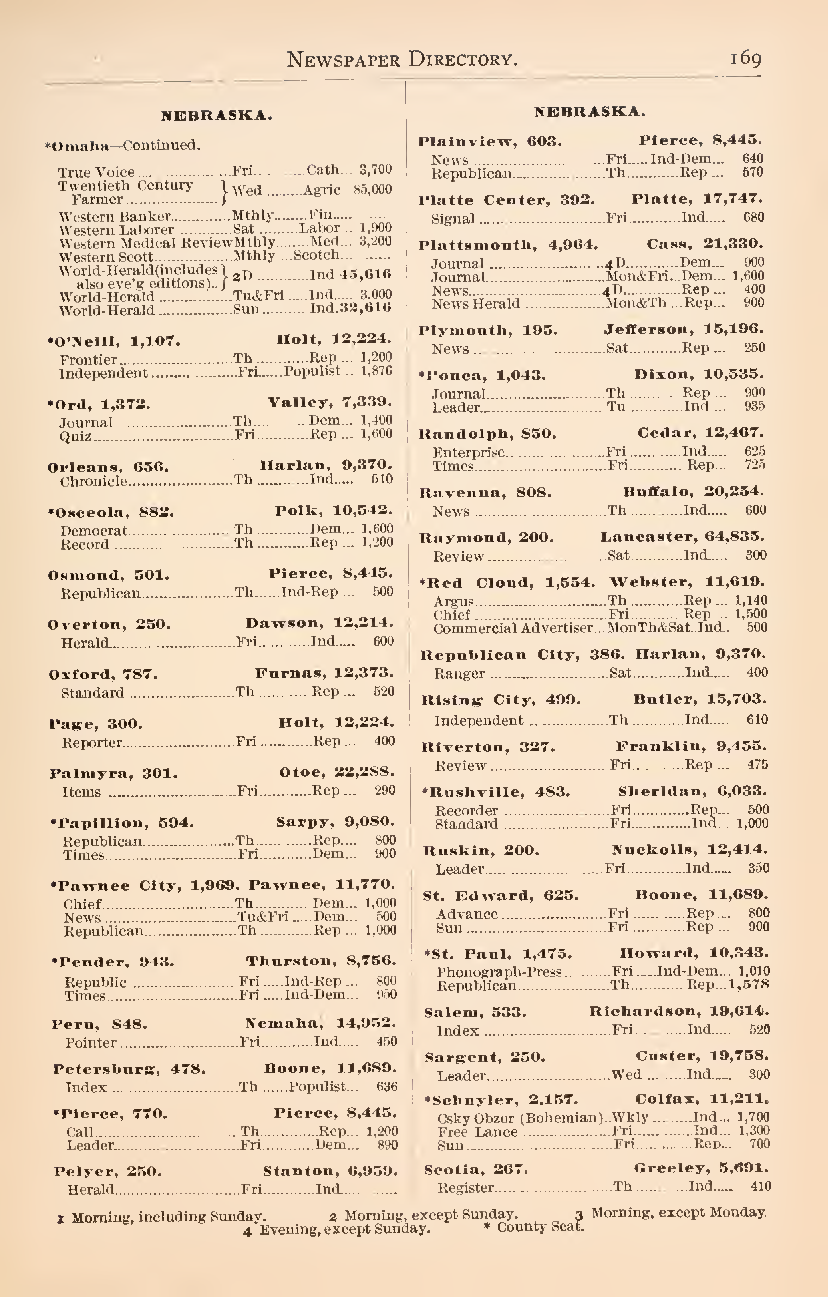 NEWSPAPER DIRECTORY. 169
NEBRASKA.
*Omaha—Continued.
True Voice Fri Cath 3,700
Twentieth Century
Farmer } Wed Agric 85,000
Western Banker Mthly Fin
Western Laborer Sat Labor 1,900
Western Medical Review Mthly Med 3,200
Western Scott Mthly Scotch
World-Herald (includes
also eve'g editions) } 2D Ind 45,616
World-Herald Tu&Fri Ind 3,000
World-Herald Sun Ind. 32,616
*O'Neill, 1,107. Holt, 12,224.
Frontier Th Rep 1,200
Independent Fri Populist 1,876
*Ord, 1,372. Valley, 7,339.
Journal Th Dem 1,400
Quiz Fri Rep 1,600
Orleans, 656. Harlan, 9,370.
Chronicle Th Ind 510
*Osceola, 882. Polk, 10,542.
Democrat Th Dem 1,600
Record Th Rep 1,200
Osmond, 501. Pierce, 8,445.
Republican Th Ind-Rep 500
Overton, 250. Dawson, 12,214.
Herald Fri Ind 600
Oxford, 787. Furnas, 12,373.
Standard Th Rep 520
Page, 300. Holt, 12,224.
Reporter Fri Rep 400
Palmyra, 301. Otoe, 22,288.
Items Fri Rep 290
*Papillion, 594. Sarpy, 9,080.
Republican Th Rep 800
Times Fri Dem 900
*Pawnee City, 1,969. Pawnee, 11,770.
Chief Th Dem 1,000
News Tu&Fri Dem 500
Republican Th Rep 1,000
*Pender, 943. Thurston, 8,756.
Republic Fri Ind-Rep 800
Times Fri Ind-Dem 950
Peru, 848. Nemaha, 14,952.
Pointer Fri Ind 450
Petersburg, 478. Boone, 11,689.
Index Th Populist 636
*Pierce, 770. Pierce, 8,445.
Call Th Rep 1,200
Leader Fri Dem 890
Pelyer, 250. Stanton, 6,959.
Herald Fri Ind
NEBRASKA.
Plainview, 603. Pierce, 8,445.
News Fri Ind-Dem 640
Republican Th Rep 570
Platte Center, 392. Platte, 17,747.
Signal Fri Ind 680
Plattsmouth, 4,964. Cass, 21,330.
Journal 4D Dem 900
Journal Mon&Fri Dem 1,600
News 4D Rep 400
News Herald Mon&Th Rep 900
Plymouth, 195. Jefferson, 15,196.
News Sat Rep 250
*Ponca, 1,043. Dixon, 10,535.
Journal Th Rep 900
Leader Tu Ind 935
Randolph, 850. Cedar, 12,467.
Enterprise Fri Ind 625
Times Fri Rep 725
Ravenna, 808. Buffalo, 20,254.
News Th Ind 600
Raymond, 200. Lancaster, 64,835.
Review Sat Ind 300
*Red Cloud, 1,554. Webster, 11,619.
Argus Th Rep 1,140
Chief Fri Rep 1,500
Commercial Advertiser MonTh&Sat Ind 500
Republican City, 386. Harlan, 9,370.
Ranger Sat Ind 400
Rising City, 499. Butler, 15,703.
Independent Th Ind 610
Riverton, 327. Franklin, 9,455.
Review Fri Rep 475
*Rushville, 483. Sheridan, 6,033.
Recorder Fri Rep 500
Standard Fri Ind 1,000
Ruskin, 200. Nuckolls, 12,414.
Leader Fri Ind 350
St. Edward, 625. Boone, 11,689.
Advance Fri Rep 800
Sun Fri Rep 900
*St. Paul, 1,475. Howard, 10,343.
Phonograph-Press Fri Ind-Dem 1,010
Republican Th Rep 1,578
Salem, 533. Richardson, 19,614.
Index Fri Ind 520
Sargent, 250. Custer, 19,758.
Leader Wed Ind 300
*Schuyler, 2,157. Colfax, 11,211.
Osky Obzor (Bohemian) Wkly Ind 1,700
Free Lance Fri Ind 1,300
Sun Fri Rep 700
Scotia, 267. Greeley, 5,691.
Register Th Ind 410
1 Morning, including Sunday. 2 Morning, except Sunday. 3 Morning, except Monday.
4 Evening, except Sunday. * County Seat.